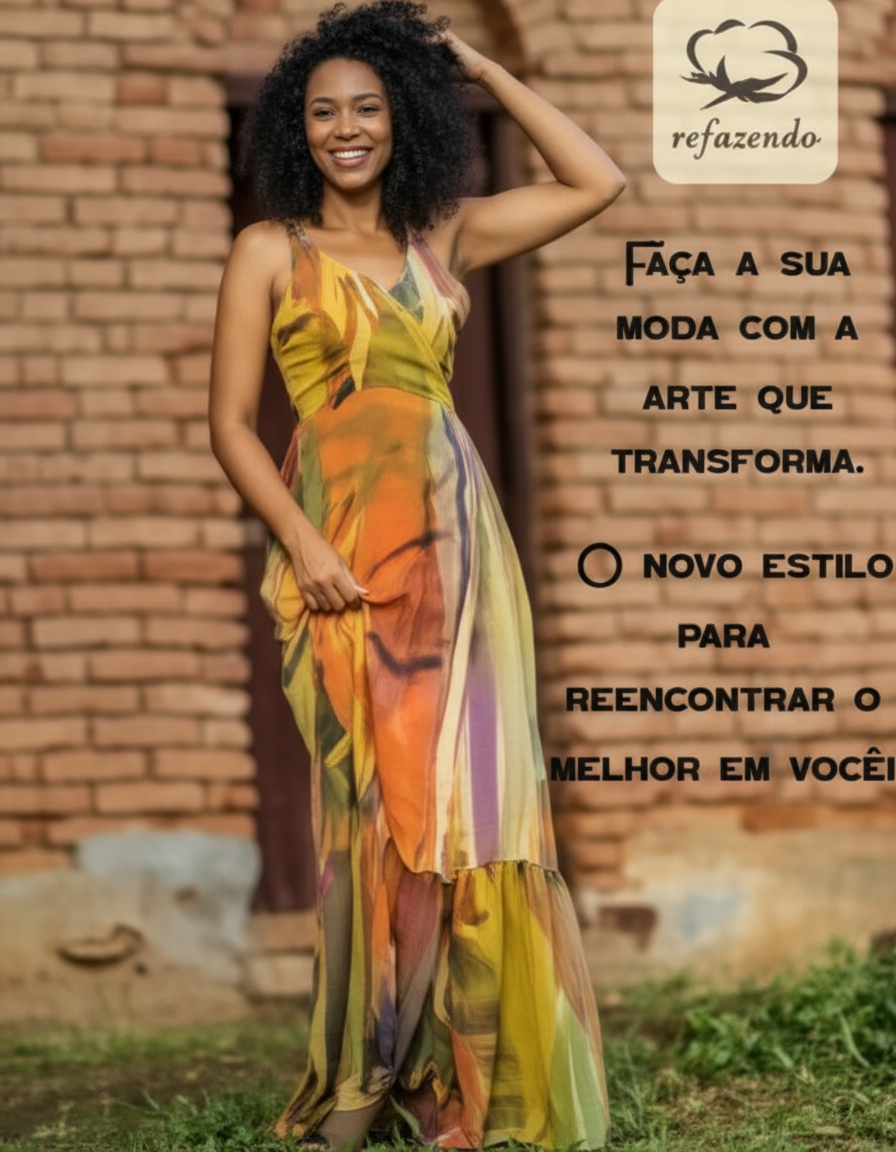 refazendo
FAÇA A SUA
MODA COM A
ARTE QUE
TRANSFORMA.
O NOVO ESTILO
PARA
REENCONTRAR O
MELHOR EM VOCÊ!